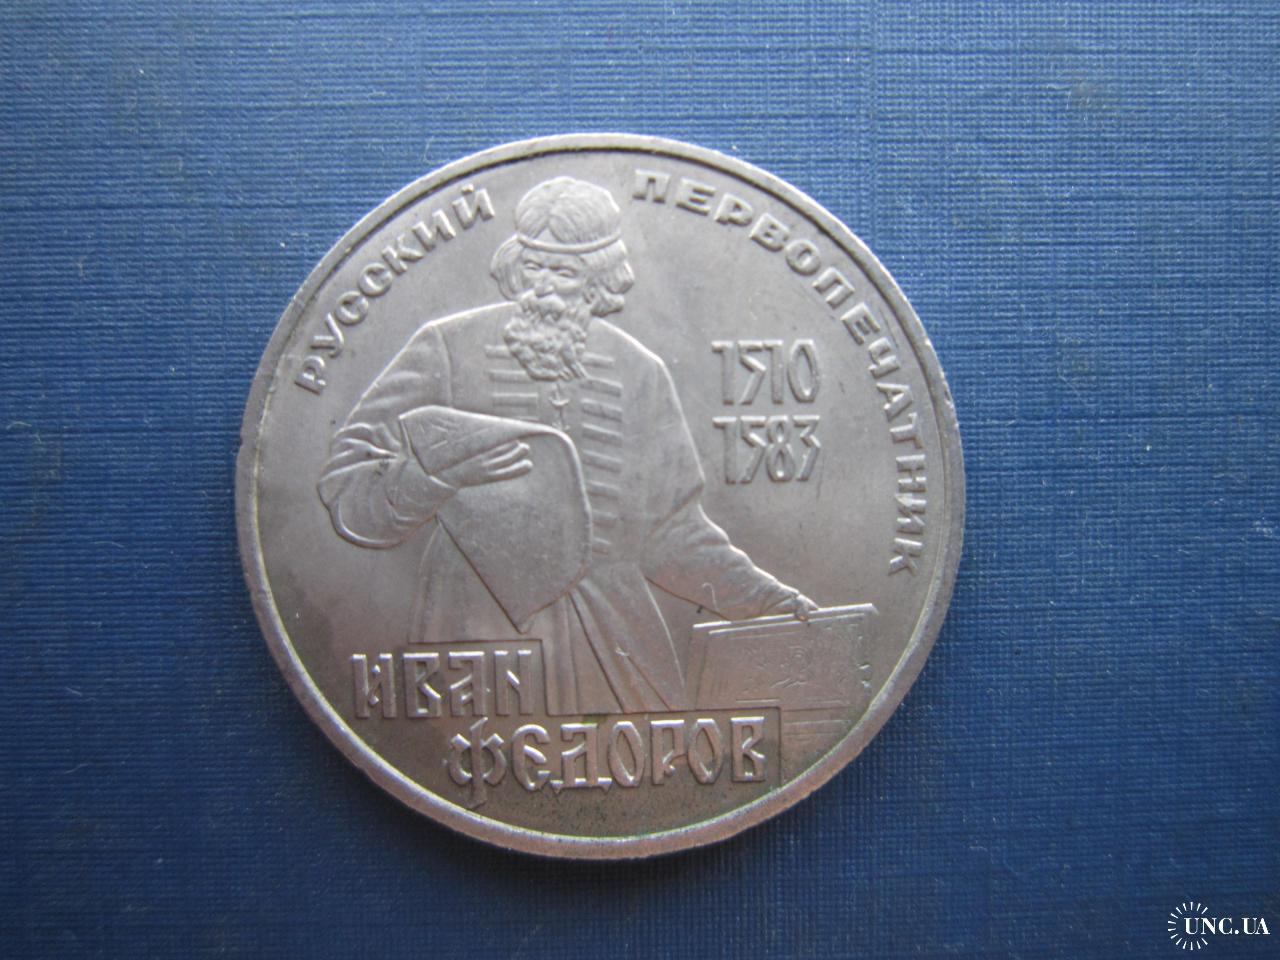 РУССКИЙ ПЕРВОПЕЧАТНИК
1510
1583
ИВАН
ФЕДОРОВ
UNC.UA